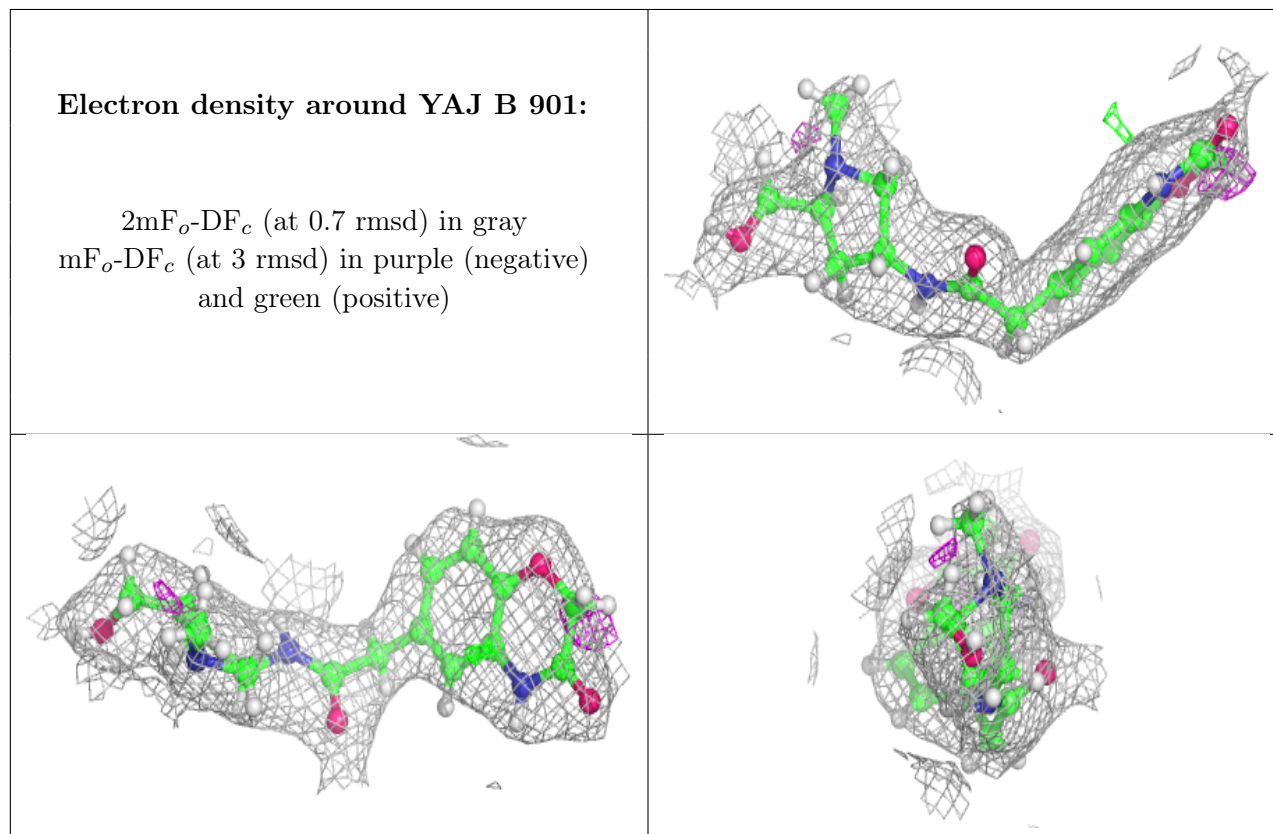 Electron density around YAJ B 901:
2mFₒ-DF𝒸 (at 0.7 rmsd) in gray
mFₒ-DF𝒸 (at 3 rmsd) in purple (negative)
and green (positive)